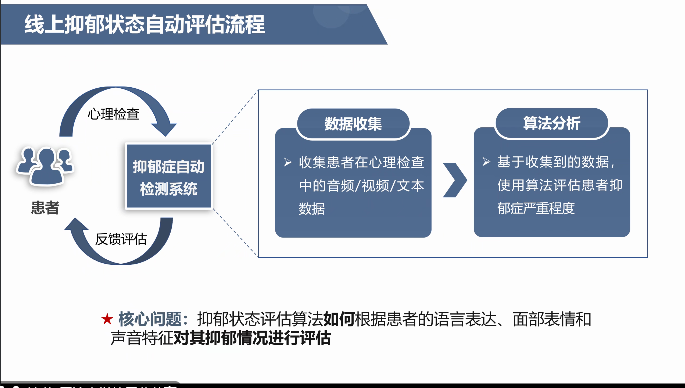 线上抑郁状态自动评估流程
心理检查
患者
抑郁症自动
检测系统
反馈评估
数据收集
➢ 收集患者在心理检查
中的音频/视频/文本
数据
算法分析
➢ 基于收集到的数据，
使用算法评估患者抑
郁症严重程度
★ 核心问题：抑郁状态评估算法如何根据患者的语言表达、面部表情和
声音特征对其抑郁情况进行评估